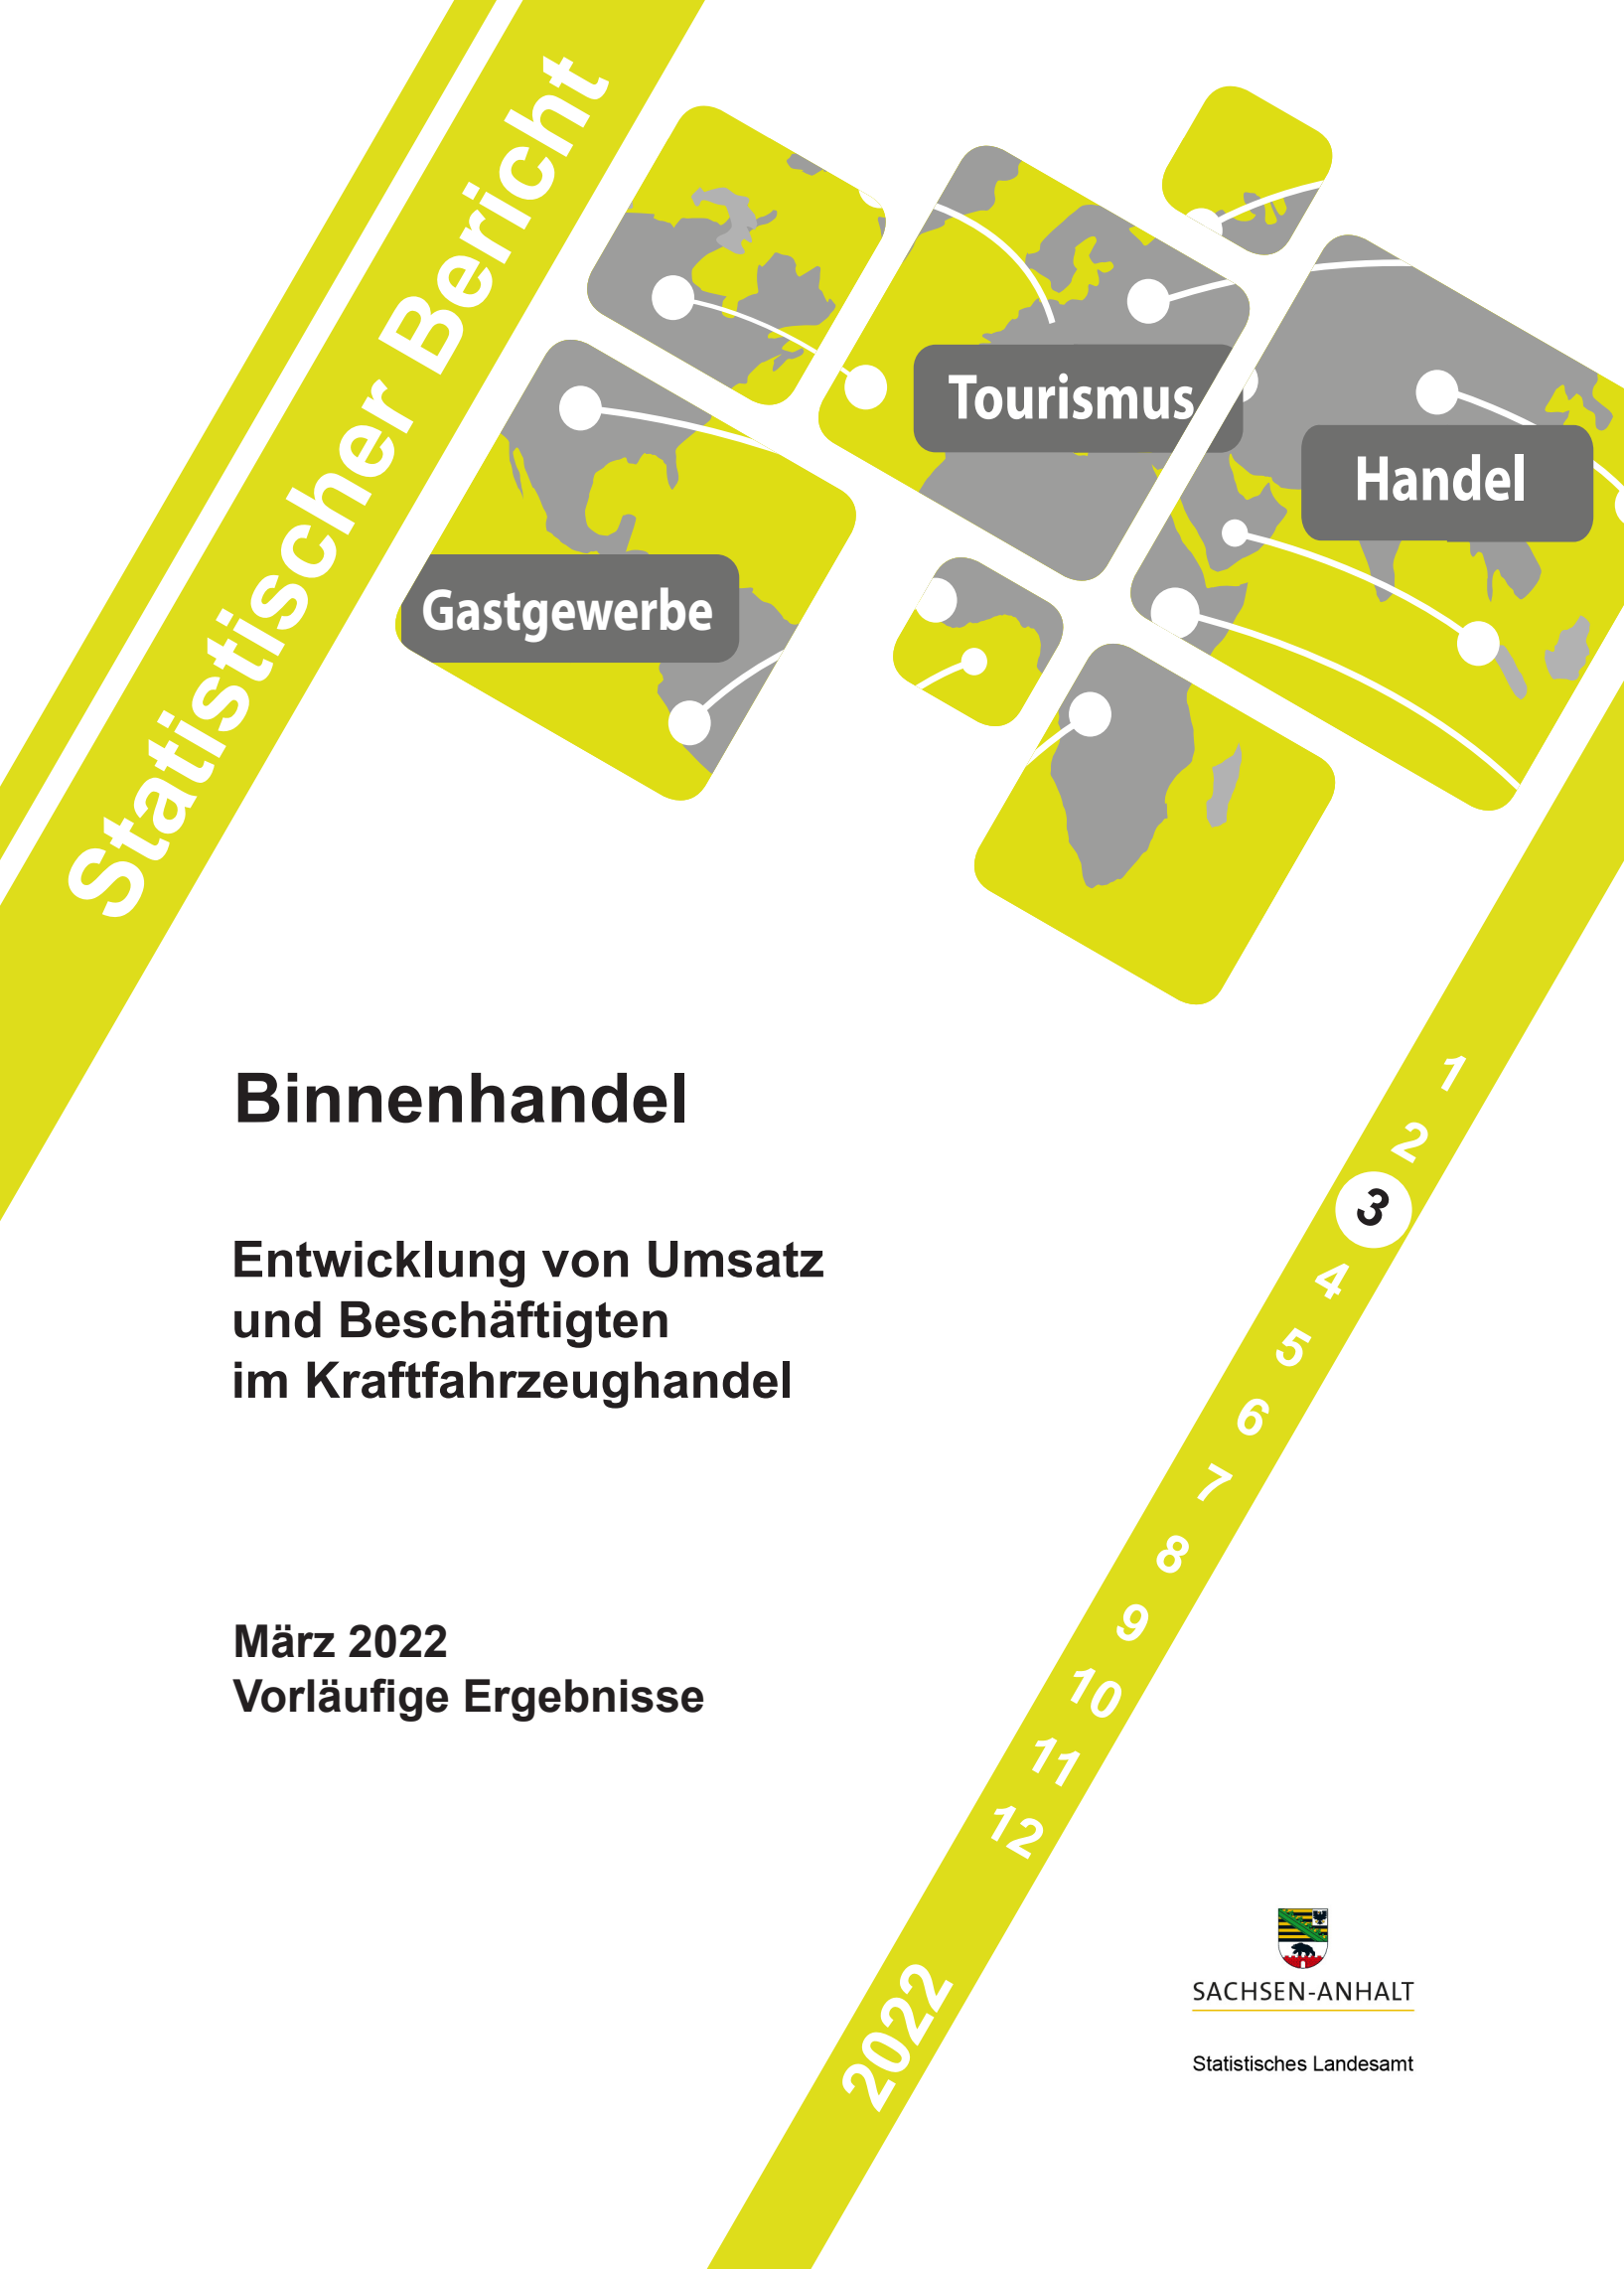 Statistischer Bericht
Tourismus
Handel
Gastgewerbe
Binnenhandel
Entwicklung von Umsatz
und Beschäftigten
im Kraftfahrzeughandel
März 2022
Vorläufige Ergebnisse
1
2
3
4
5
6
7
8
9
10
11
12
2022
SACHSEN-ANHALT
Statistisches Landesamt